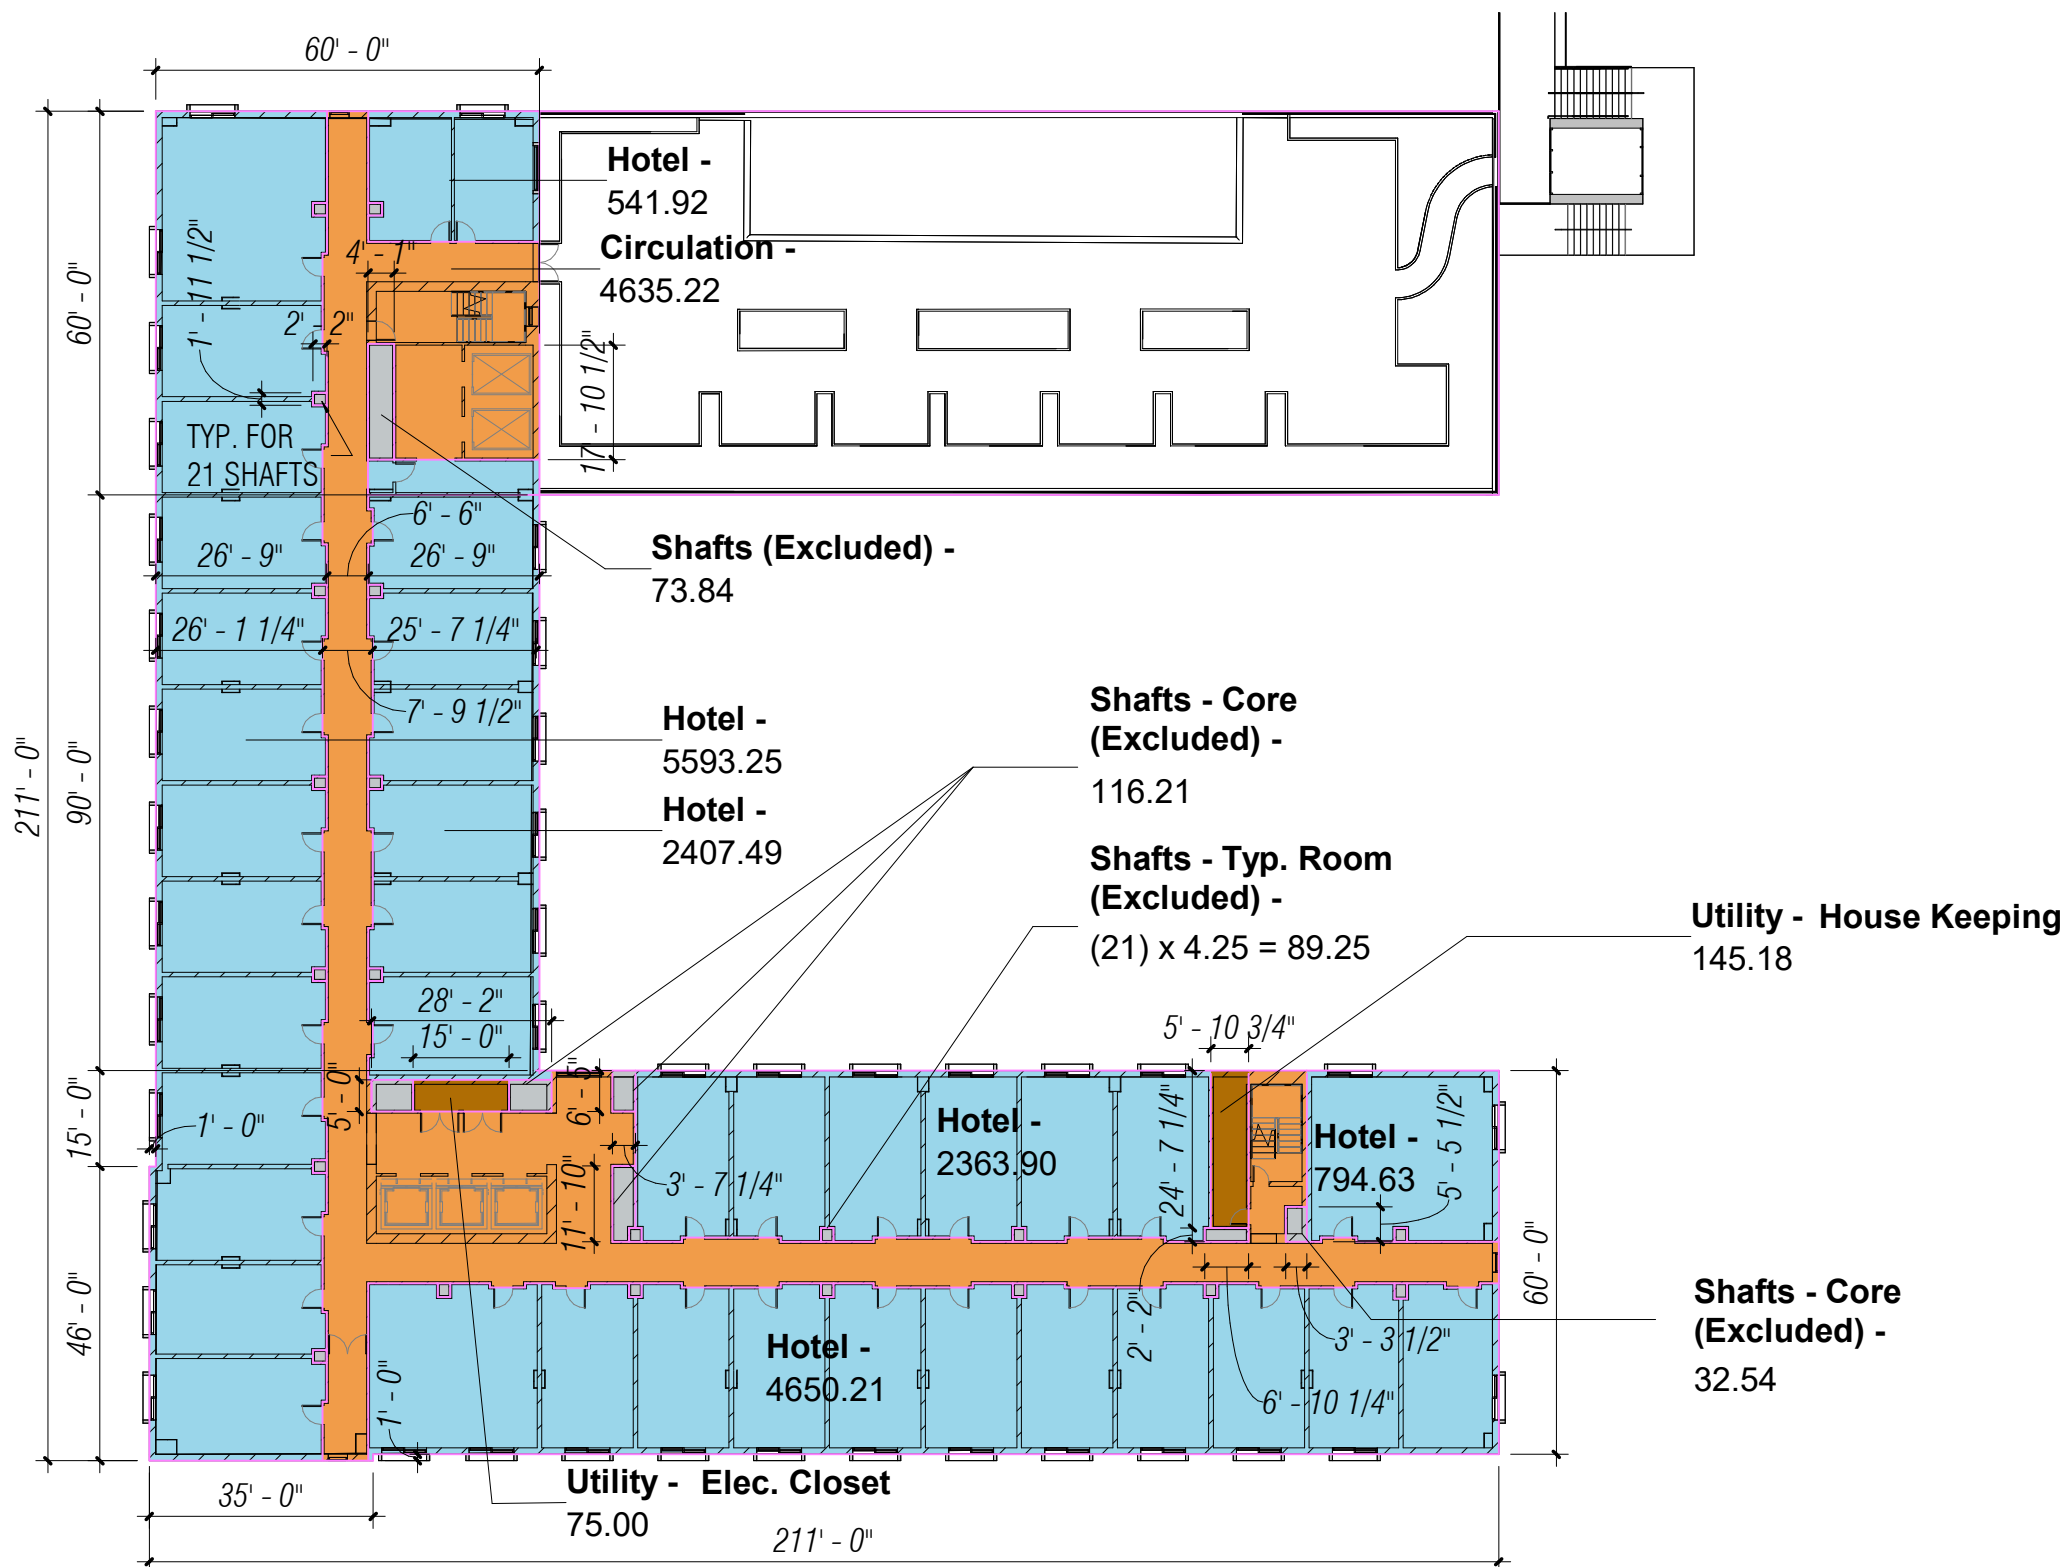 60' - 0"
Hotel -
541.92
Circulation -
4635.22
4' - 1"
1' - 11 1/2"
2' - 2"
60' - 0"
17' - 10 1/2"
TYP. FOR
21 SHAFTS
6' - 6"
26' - 9"
26' - 9"
Shafts (Excluded) -
73.84
26' - 1 1/4"
25' - 7 1/4"
7' - 9 1/2"
211' - 0"
90' - 0"
Hotel -
5593.25
Hotel -
2407.49
Shafts - Core
(Excluded) -
116.21
Shafts - Typ. Room
(Excluded) -
(21) x 4.25 = 89.25
Utility - House Keeping
145.18
28' - 2"
15' - 0"
5' - 10 3/4"
15' - 0"
1' - 0"
5' - 0"
6' - 5"
11' - 10"
3' - 7 1/4"
Hotel -
2363.90
24' - 7 1/4"
Hotel -
794.63
5' - 5 1/2"
60' - 0"
46' - 0"
2' - 2"
3' - 3 1/2"
6' - 10 1/4"
Shafts - Core
(Excluded) -
32.54
Hotel -
4650.21
1' - 0"
35' - 0"
Utility - Elec. Closet
75.00
211' - 0"